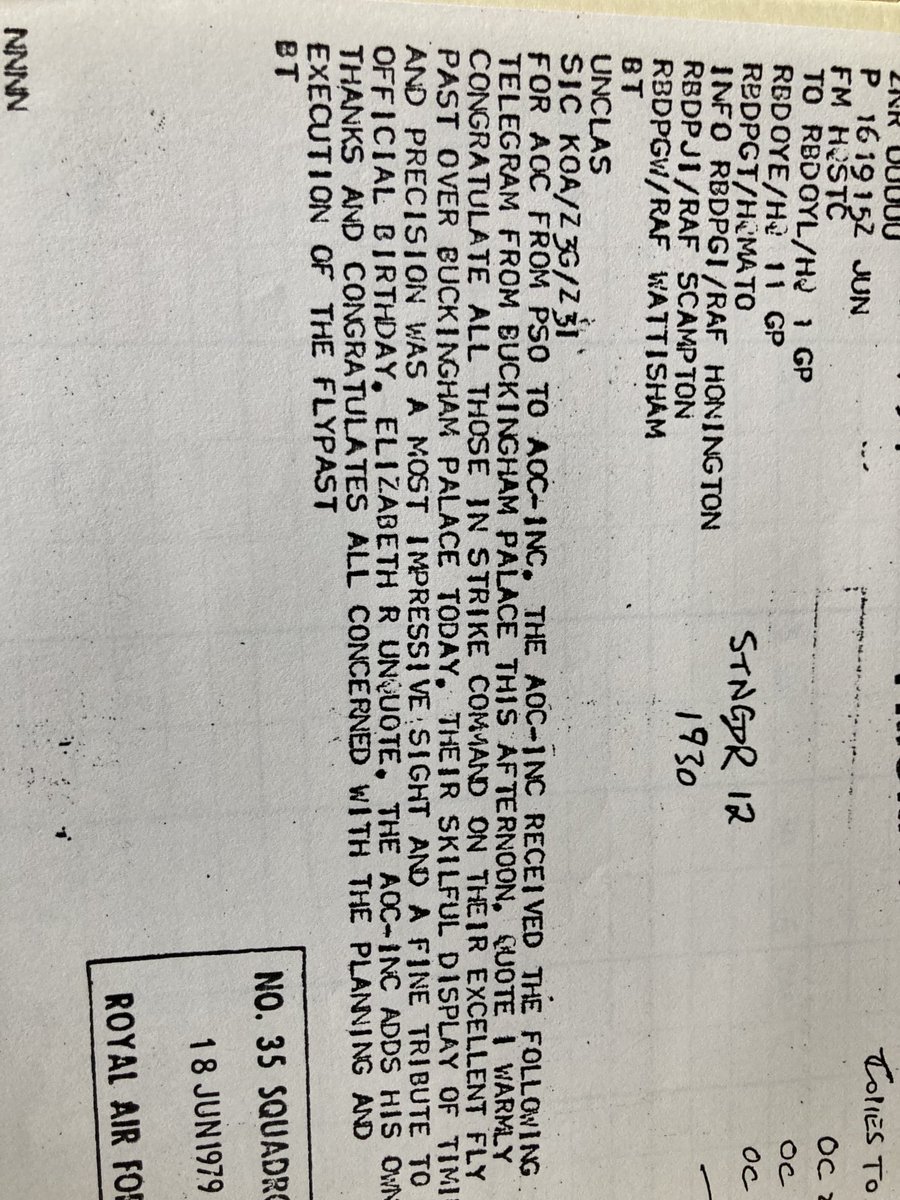 ZNR UUUUU
P 161915Z JUN
FM HQSTC
TO RBDOYL/HQ 1 GP
RBDOYE/HQ 11 GP
RBDPGT/HQMATO
INFO RBDPGI/RAF HONINGTON
RBDPJI/RAF SCAMPTON
RBDPGW/RAF WATTISHAM
BT
UNCLAS
SIC KOA/Z3G/Z3I
FOR AOC FROM PSO TO AOC-INC. THE AOC-INC RECEIVED THE FOLLOWING
TELEGRAM FROM BUCKINGHAM PALACE THIS AFTERNOON. QUOTE I WARMLY
CONGRATULATE ALL THOSE IN STRIKE COMMAND ON THEIR EXCELLENT FLY
PAST OVER BUCKINGHAM PALACE TODAY. THEIR SKILFUL DISPLAY OF TIMI
AND PRECISION WAS A MOST IMPRESSIVE SIGHT AND A FINE TRIBUTE TO
OFFICIAL BIRTHDAY. ELIZABETH R UNQUOTE. THE AOC-INC ADDS HIS OWN
THANKS AND CONGRATULATES ALL CONCERNED WITH THE PLANNING AND
EXECUTION OF THE FLYPAST
BT
NNNN
STNGDR 12
1930
COPIES TO
OC
OC
OC
NO. 35 SQUADRO
18 JUN 1979
ROYAL AIR FOR